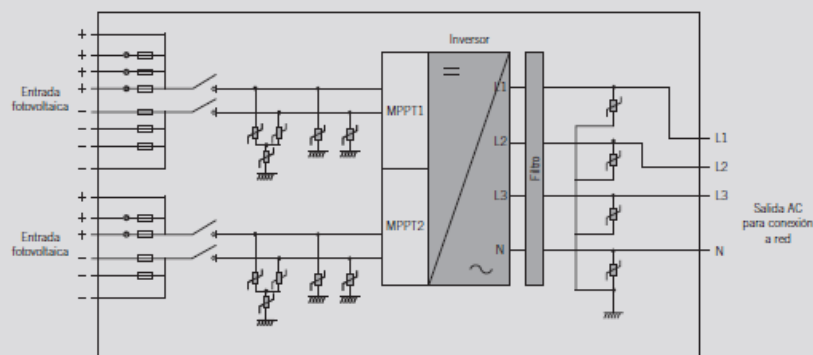 Inversor
+
+
+
+
-
-
-
-
Entrada
fotovoltaica
MPPT1
L1
L2
L3
N
Filtro
L1
L2
L3
N
Salida AC
para conexión
a red
+
+
+
-
-
-
Entrada
fotovoltaica
MPPT2